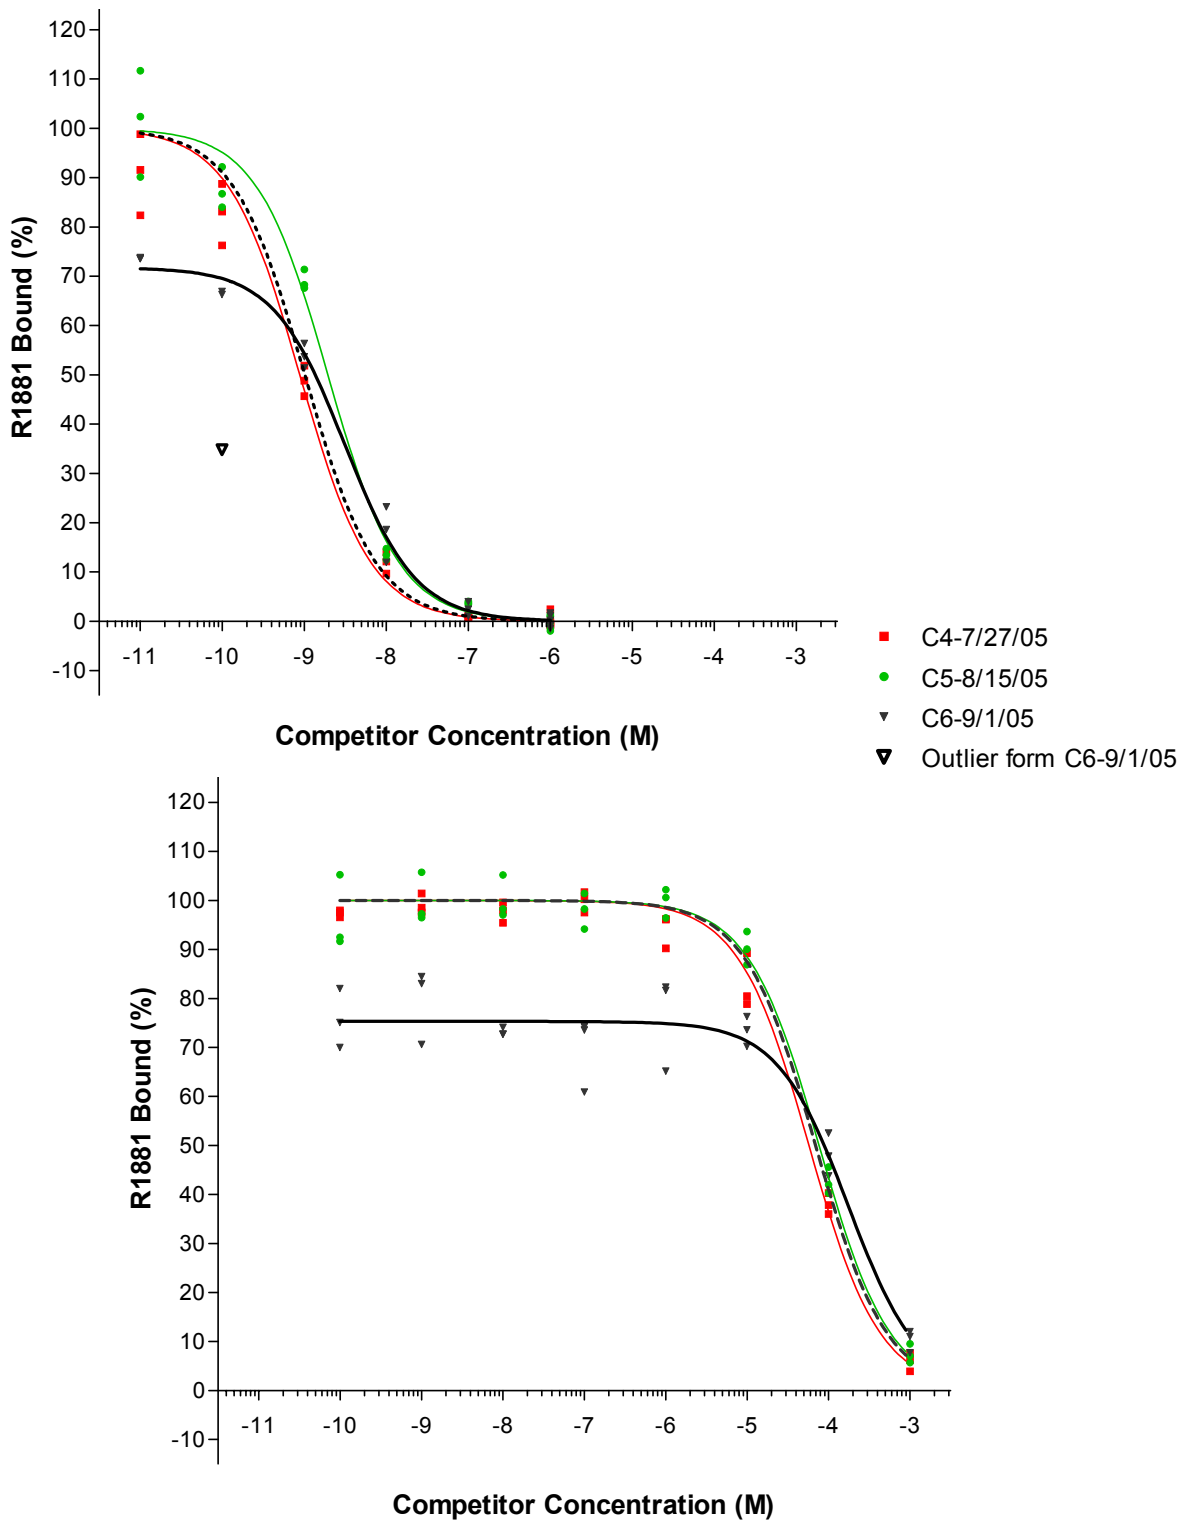 120
110
100
90
80
70
60
50
40
30
20
10
0
-10
R1881 Bound (%)
-11 -10 -9 -8 -7 -6 -5 -4 -3
Competitor Concentration (M)
C4-7/27/05
C5-8/15/05
C6-9/1/05
Outlier form C6-9/1/05
120
110
100
90
80
70
60
50
40
30
20
10
0
-10
R1881 Bound (%)
-11 -10 -9 -8 -7 -6 -5 -4 -3
Competitor Concentration (M)